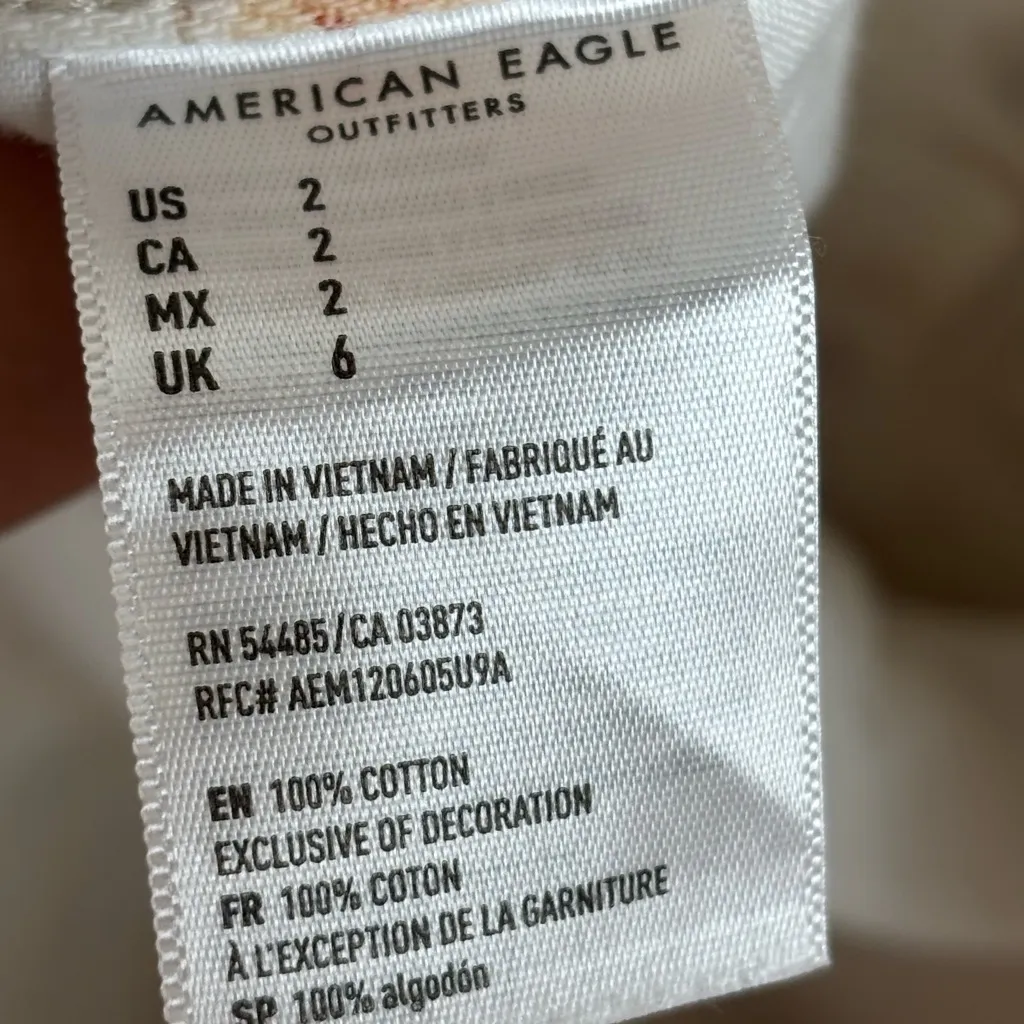 AMERICAN EAGLE
OUTFITTERS
US 2
CA 2
MX 2
UK 6
MADE IN VIETNAM / FABRIQUÉ AU
VIETNAM / HECHO EN VIETNAM
RN 54485/CA 03873
RFC# AEM120605U9A
EN 100% COTTON
EXCLUSIVE OF DECORATION
FR 100% COTON
À L'EXCEPTION DE LA GARNITURE
SP 100% algodón